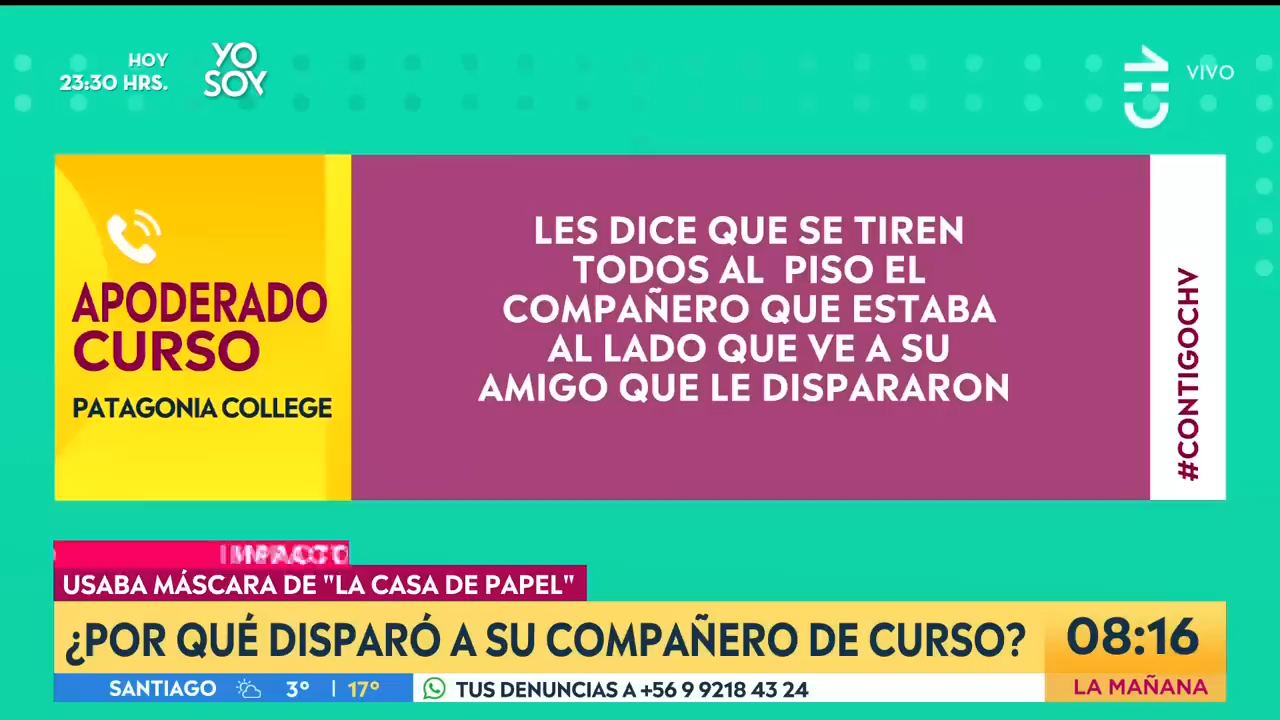 HOY
23:30 HRS.
YO
SOY
CHV
VIVO
APODERADO
CURSO
PATAGONIA COLLEGE
LES DICE QUE SE TIREN
TODOS AL  PISO EL
COMPAÑERO QUE ESTABA
AL LADO QUE VE A SU
AMIGO QUE LE DISPARARON
#CONTIGOCHV
USABA MÁSCARA DE "LA CASA DE PAPEL"
¿POR QUÉ DISPARÓ A SU COMPAÑERO DE CURSO?
08:16
LA MAÑANA
SANTIAGO 3° | 17°
TUS DENUNCIAS A +56 9 9218 43 24